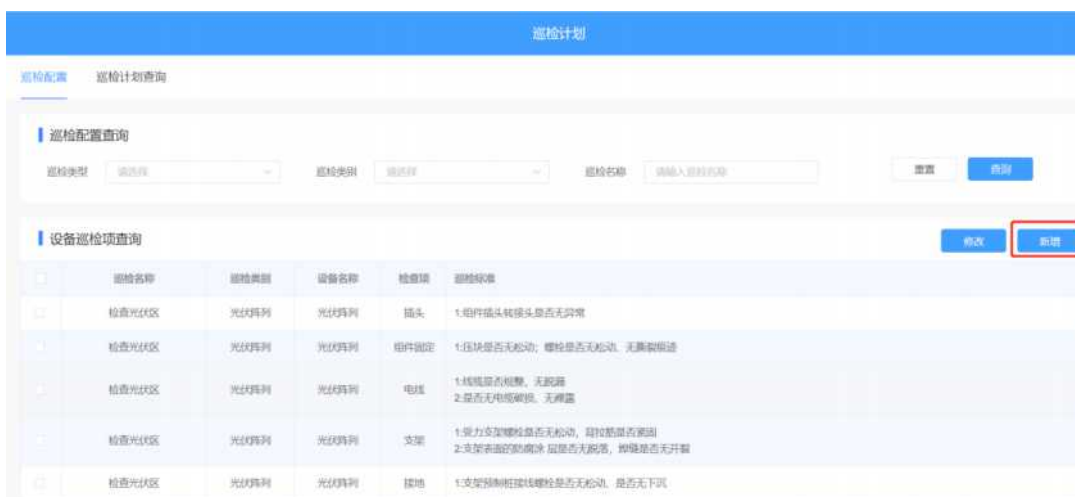 巡检计划
巡检配置 巡检计划查询
巡检配置查询
巡检类型 请选择 巡检类别 请选择 巡检名称 请输入巡检名称 重置 查询
设备巡检项查询 修改 新增
巡检名称 巡检类别 设备名称 检查项 巡检标准
检查光伏区 光伏阵列 光伏阵列 插头 1:组件插头转接头是否无异常
检查光伏区 光伏阵列 光伏阵列 组件固定 1:压块是否无松动；螺栓是否无松动、无撕裂痕迹
检查光伏区 光伏阵列 光伏阵列 电线 1:线缆是否规整、无脱落
2:是否无电缆破损、无裸露
检查光伏区 光伏阵列 光伏阵列 支架 1:受力支架螺栓是否无松动，背拉筋是否紧固
2:支架表面的防腐涂 层是否无脱落，焊缝是否无开裂
检查光伏区 光伏阵列 光伏阵列 接地 1:支架预制桩接线螺栓是否无松动、是否无下沉